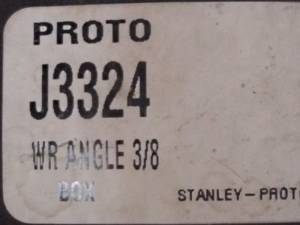 PROTO
J3324
WR ANGLE 3/8
BOX
STANLEY-PROTO